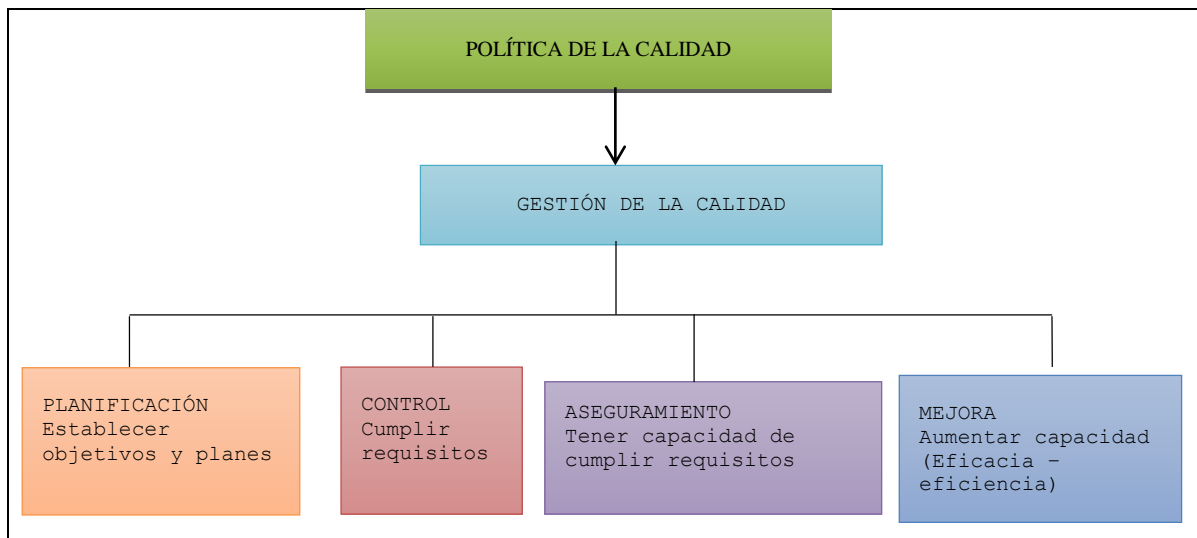 POLÍTICA DE LA CALIDAD
GESTIÓN DE LA CALIDAD
PLANIFICACIÓN
Establecer
objetivos y planes
CONTROL
Cumplir
requisitos
ASEGURAMIENTO
Tener capacidad de
cumplir requisitos
MEJORA
Aumentar capacidad
(Eficacia –
eficiencia)